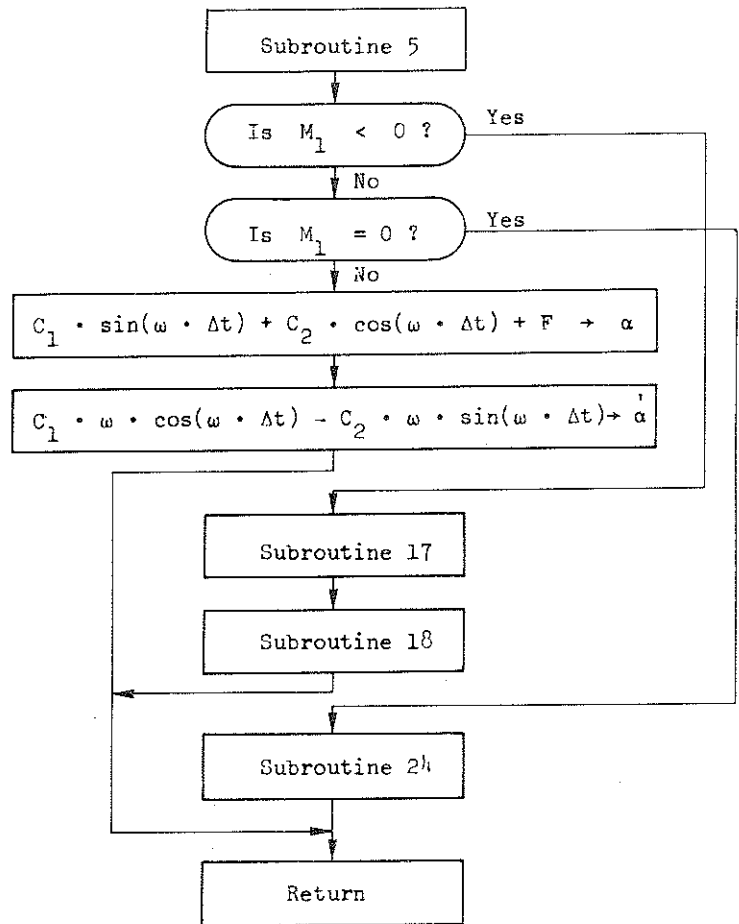 Subroutine 5
Is M₁ < 0 ?
Yes
No
Is M₁ = 0 ?
Yes
No
C₁ • sin(ω • Δt) + C₂ • cos(ω • Δt) + F → α
C₁ • ω • cos(ω • Δt) - C₂ • ω • sin(ω • Δt)→ α̇
Subroutine 17
Subroutine 18
Subroutine 24
Return